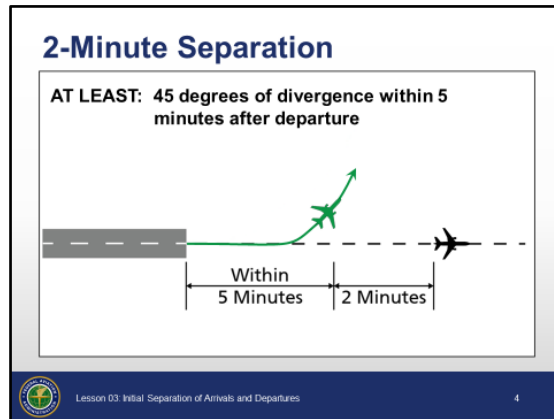 2-Minute Separation
AT LEAST: 45 degrees of divergence within 5
minutes after departure
Within
5 Minutes
2 Minutes
Lesson 03: Initial Separation of Arrivals and Departures
4